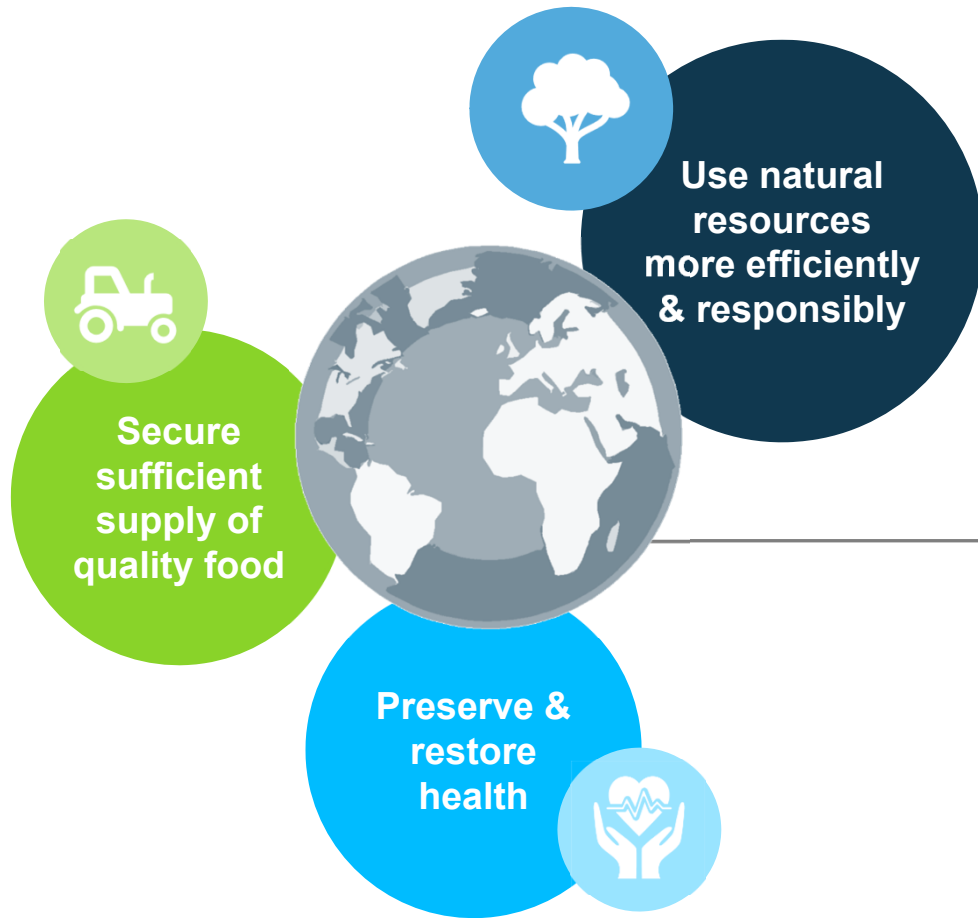 Use natural
resources
more efficiently
& responsibly
Secure
sufficient
supply of
quality food
Preserve &
restore
health